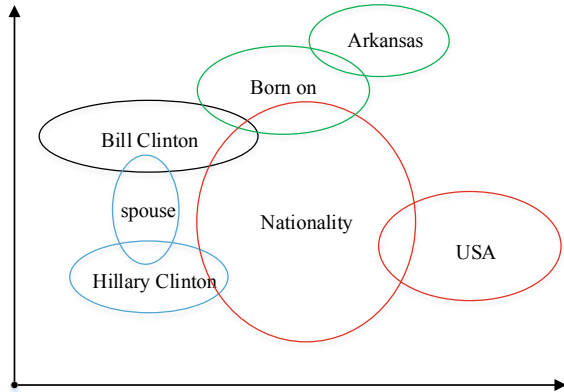 Arkansas
Born on
Bill Clinton
spouse
Nationality
USA
Hillary Clinton